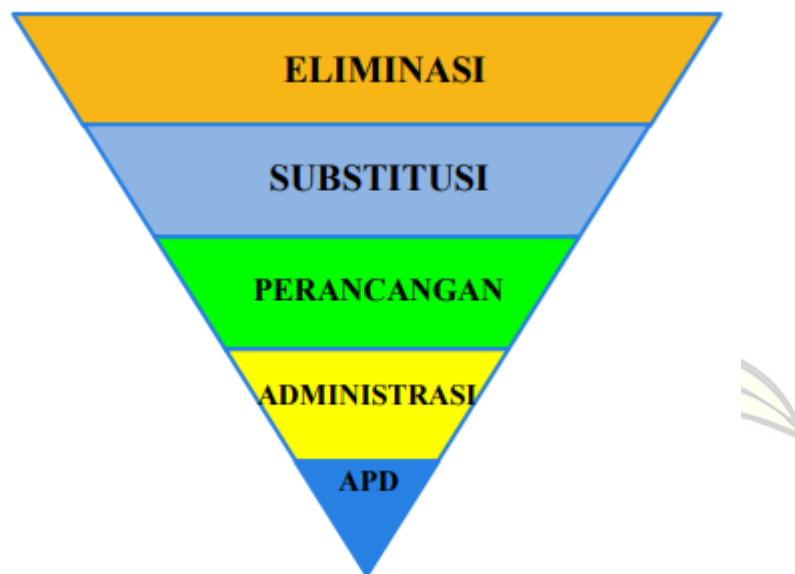 ELIMINASI
SUBSTITUSI
PERANCANGAN
ADMINISTRASI
APD